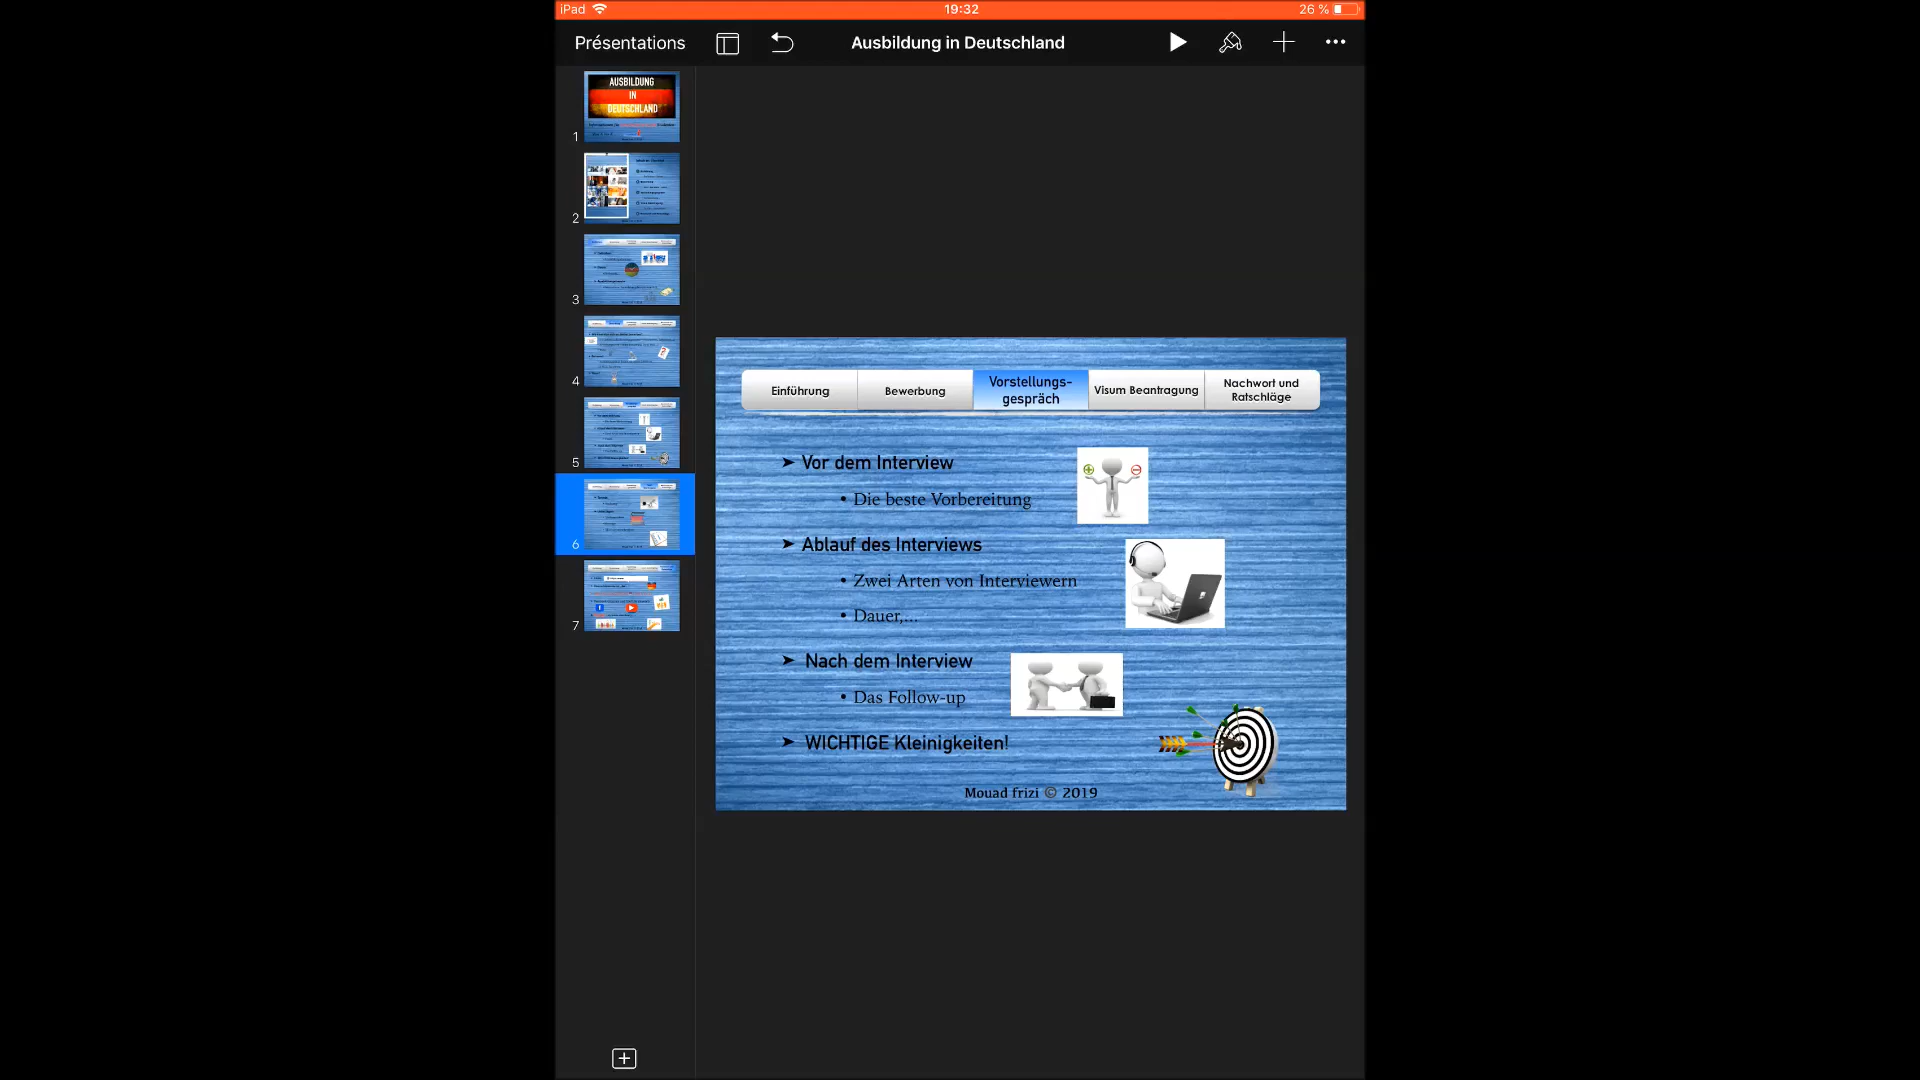 iPad
19:32
26 %
Présentations
Ausbildung in Deutschland
AUSBILDUNG
IN
DEUTSCHLAND
1
2
3
4
5
6
7
Einführung
Bewerbung
Vorstellungs-
gespräch
Visum Beantragung
Nachwort und
Ratschläge
➤ Vor dem Interview
• Die beste Vorbereitung
➤ Ablauf des Interviews
• Zwei Arten von Interviewern
• Dauer,...
➤ Nach dem Interview
• Das Follow-up
➤ WICHTIGE Kleinigkeiten!
Mouad frizi © 2019